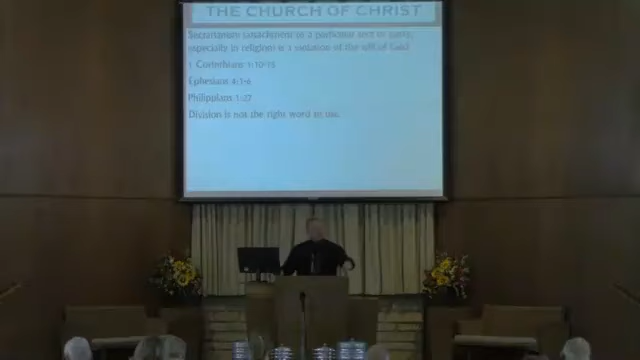 THE CHURCH OF CHRIST
Sectarianism (attachment to a particular sect or party,
especially in religion) is a violation of the will of God!
1 Corinthians 1:10-13
Ephesians 4:1-6
Philippians 1:27
Division is not the right word to use.